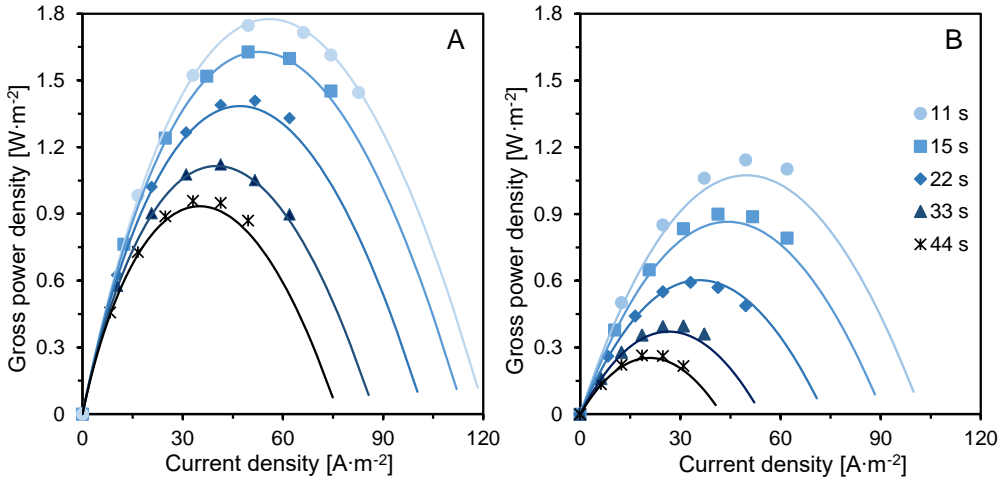 A
Gross power density [W·m-2]
1.8
1.5
1.2
0.9
0.6
0.3
0
0 30 60 90 120
Current density [A·m-2]
B
Gross power density [W·m-2]
1.8
1.5
1.2
0.9
0.6
0.3
0
0 30 60 90 120
Current density [A·m-2]
11 s
15 s
22 s
33 s
44 s